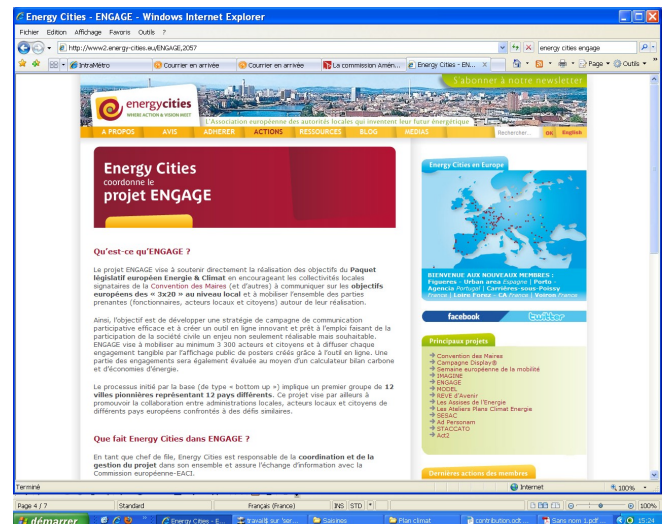 Energy Cities - ENGAGE - Windows Internet Explorer
Fichier Edition Affichage Favoris Outils ?
http://www2.energy-cities.eu/ENGAGE,2057
energy cities engage
IntraMétro
Courrier en arrivée
Courrier en arrivée
La commission Amén...
Energy Cities - EN...
Page
Outils
S'abonner à notre newsletter
energycities
WHERE ACTION & VISION MEET
L'Association européenne des autorités locales qui inventent leur futur énergétique
A PROPOS AVIS ADHERER ACTIONS RESSOURCES BLOG MEDIAS
Rechercher... OK English
Energy Cities
coordonne le
projet ENGAGE
Qu'est-ce qu'ENGAGE ?
Le projet ENGAGE vise à soutenir directement la réalisation des objectifs du Paquet
législatif européen Energie & Climat en encourageant les collectivités locales
signataires de la Convention des Maires (et d'autres) à communiquer sur les objectifs
européens des « 3x20 » au niveau local et à mobiliser l'ensemble des parties
prenantes (fonctionnaires, acteurs locaux et citoyens) autour de leur réalisation.
Ainsi, l'objectif est de développer une stratégie de campagne de communication
participative efficace et à créer un outil en ligne innovant et prêt à l'emploi faisant de la
participation de la société civile un enjeu non seulement réalisable mais souhaitable.
ENGAGE vise à mobiliser au minimum 3 300 acteurs et citoyens et à diffuser chaque
engagement tangible par l'affichage public de posters créés grâce à l'outil en ligne. Une
partie des engagements sera également évaluée au moyen d'un calculateur bilan carbone
et d'économies d'énergie.
Le processus initié par la base (de type « bottom up ») implique un premier groupe de 12
villes pionnières représentant 12 pays différents. Ce projet vise par ailleurs à
promouvoir la collaboration entre administrations locales, acteurs locaux et citoyens de
différents pays européens confrontés à des défis similaires.
Que fait Energy Cities dans ENGAGE ?
En tant que chef de file, Energy Cities est responsable de la coordination et de la
gestion du projet dans son ensemble et assure l'échange d'information avec la
Commission européenne-EACI.
Energy Cities en Europe
BIENVENUE AUX NOUVEAUX MEMBRES :
Figueres - Urban area Espagne | Porto -
Agencia Portugal | Carrières-sous-Poissy
France | Loire Forez - CA France | Voiron France
facebook
twitter
Principaux projets
Convention des Maires
Campagne Display®
Semaine européenne de la mobilité
IMAGINE
ENGAGE
MODEL
REVE d'Avenir
Les Assises de l'Energie
Les Ateliers Plans Climat Energie
SESAC
Ad Personam
STACCATO
Act2
Dernières actions des membres
Terminé
Internet
100%
Page 4 / 7 Standard Français (France) INS STD * 100%
démarrer
Energy Cities - E...
travail$ sur 'ser...
Saisines
Plan climat
contribution.odt ...
Sans nom 1.pdf ...
15:26